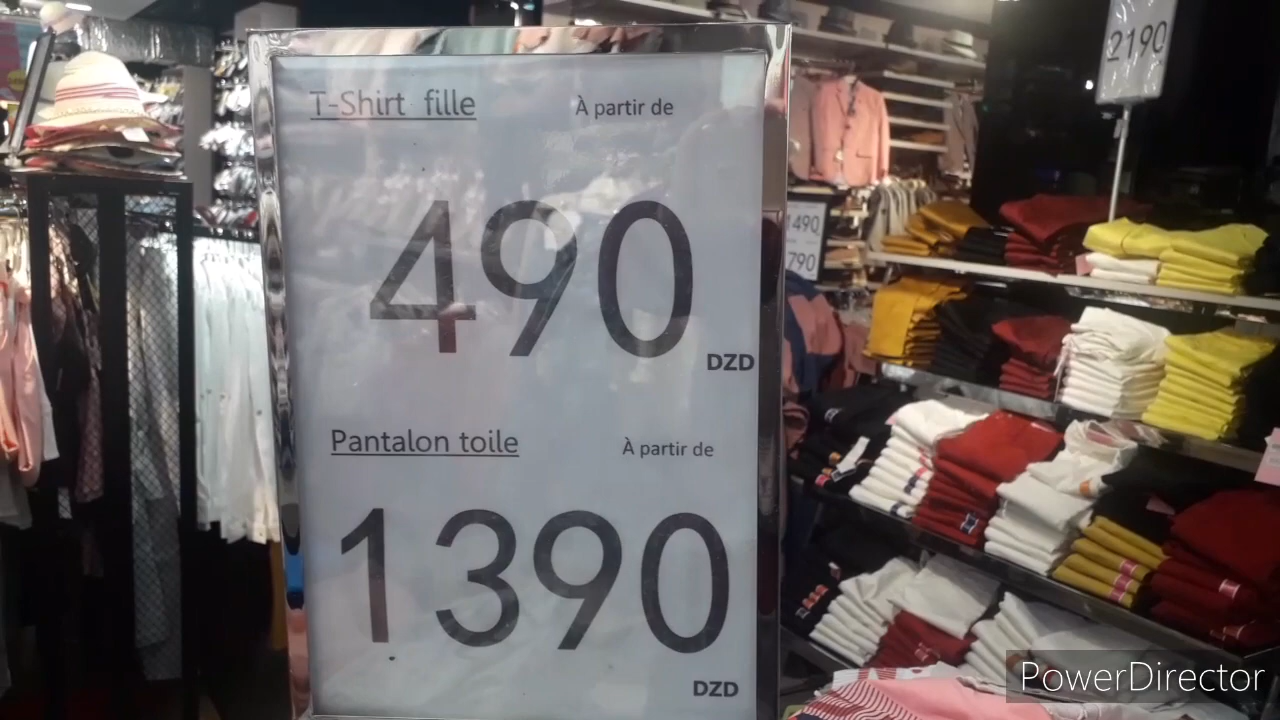 T-Shirt fille À partir de
490
DZD
Pantalon toile À partir de
1390
DZD
2190
1490
790
PowerDirector